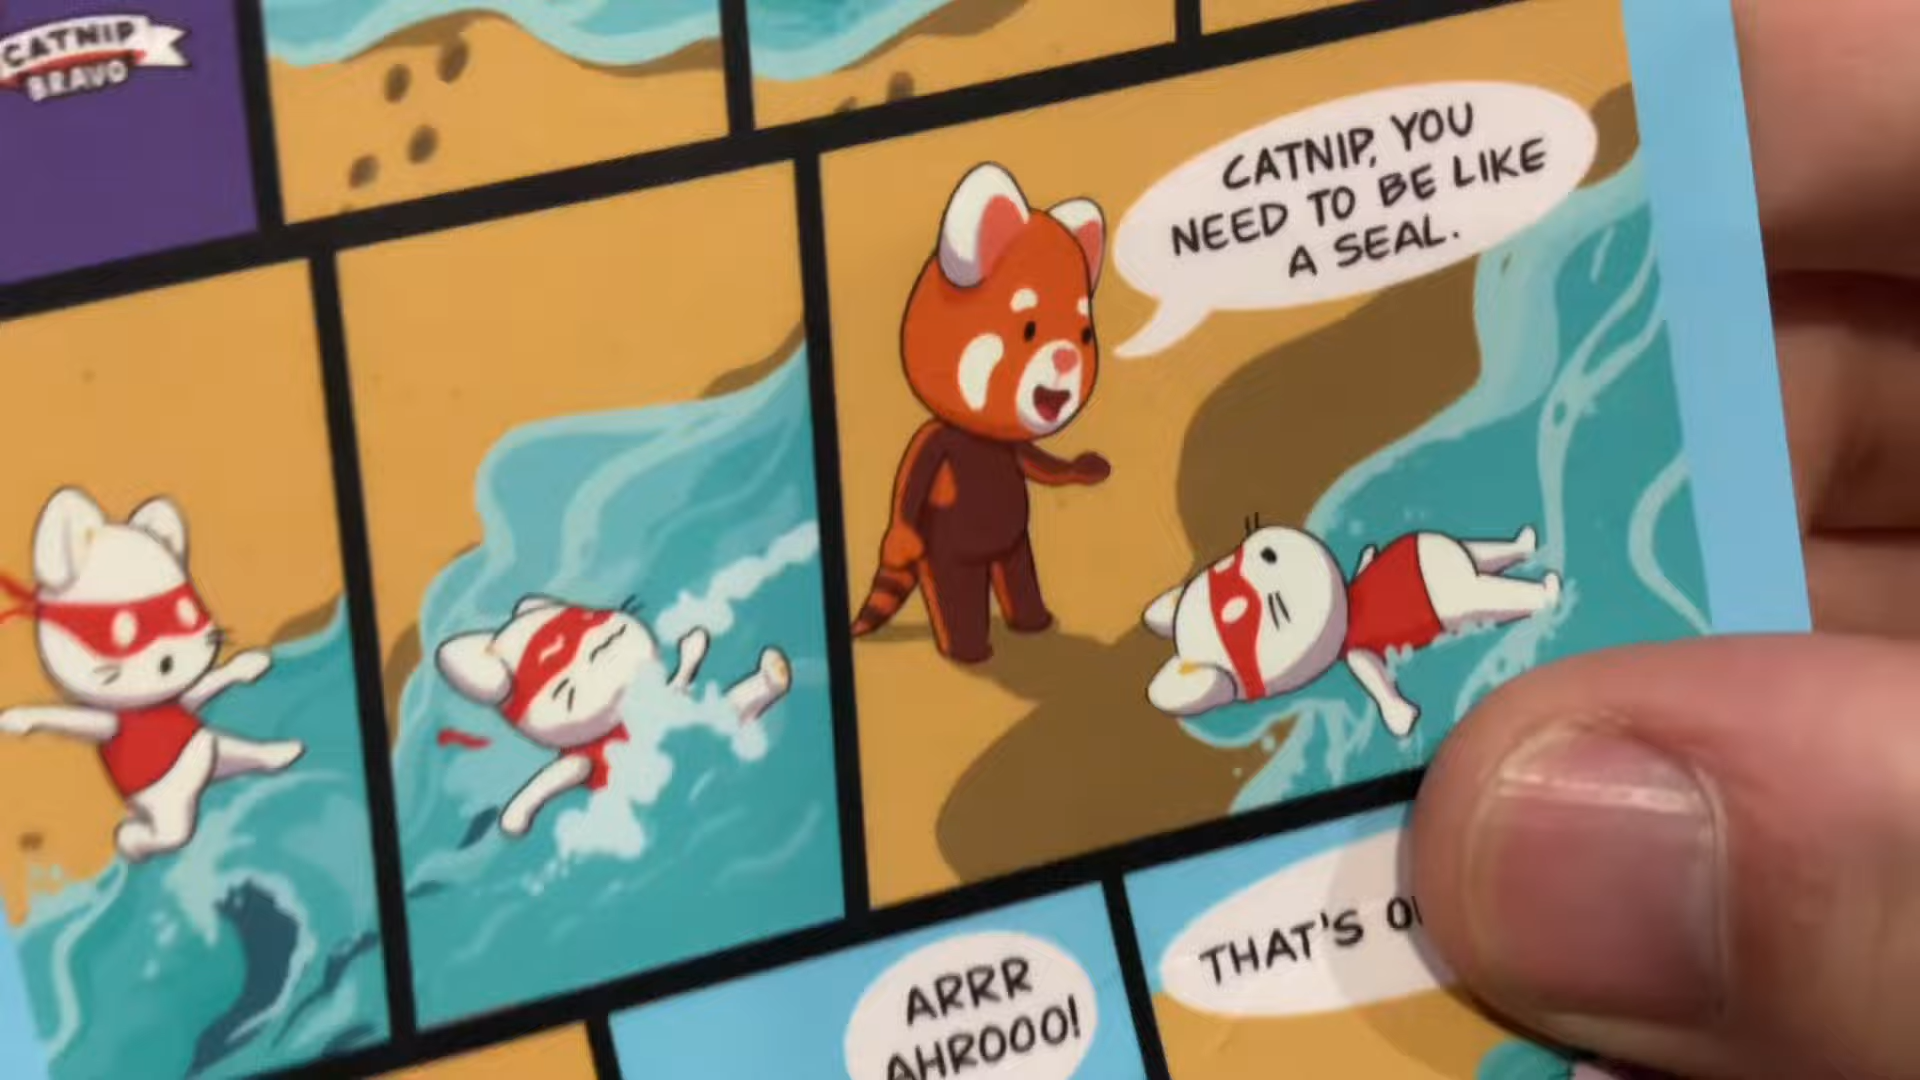 CATNIP
BRAVO
CATNIP, YOU
NEED TO BE LIKE
A SEAL.
ARRR
AHROOO!
THAT'S